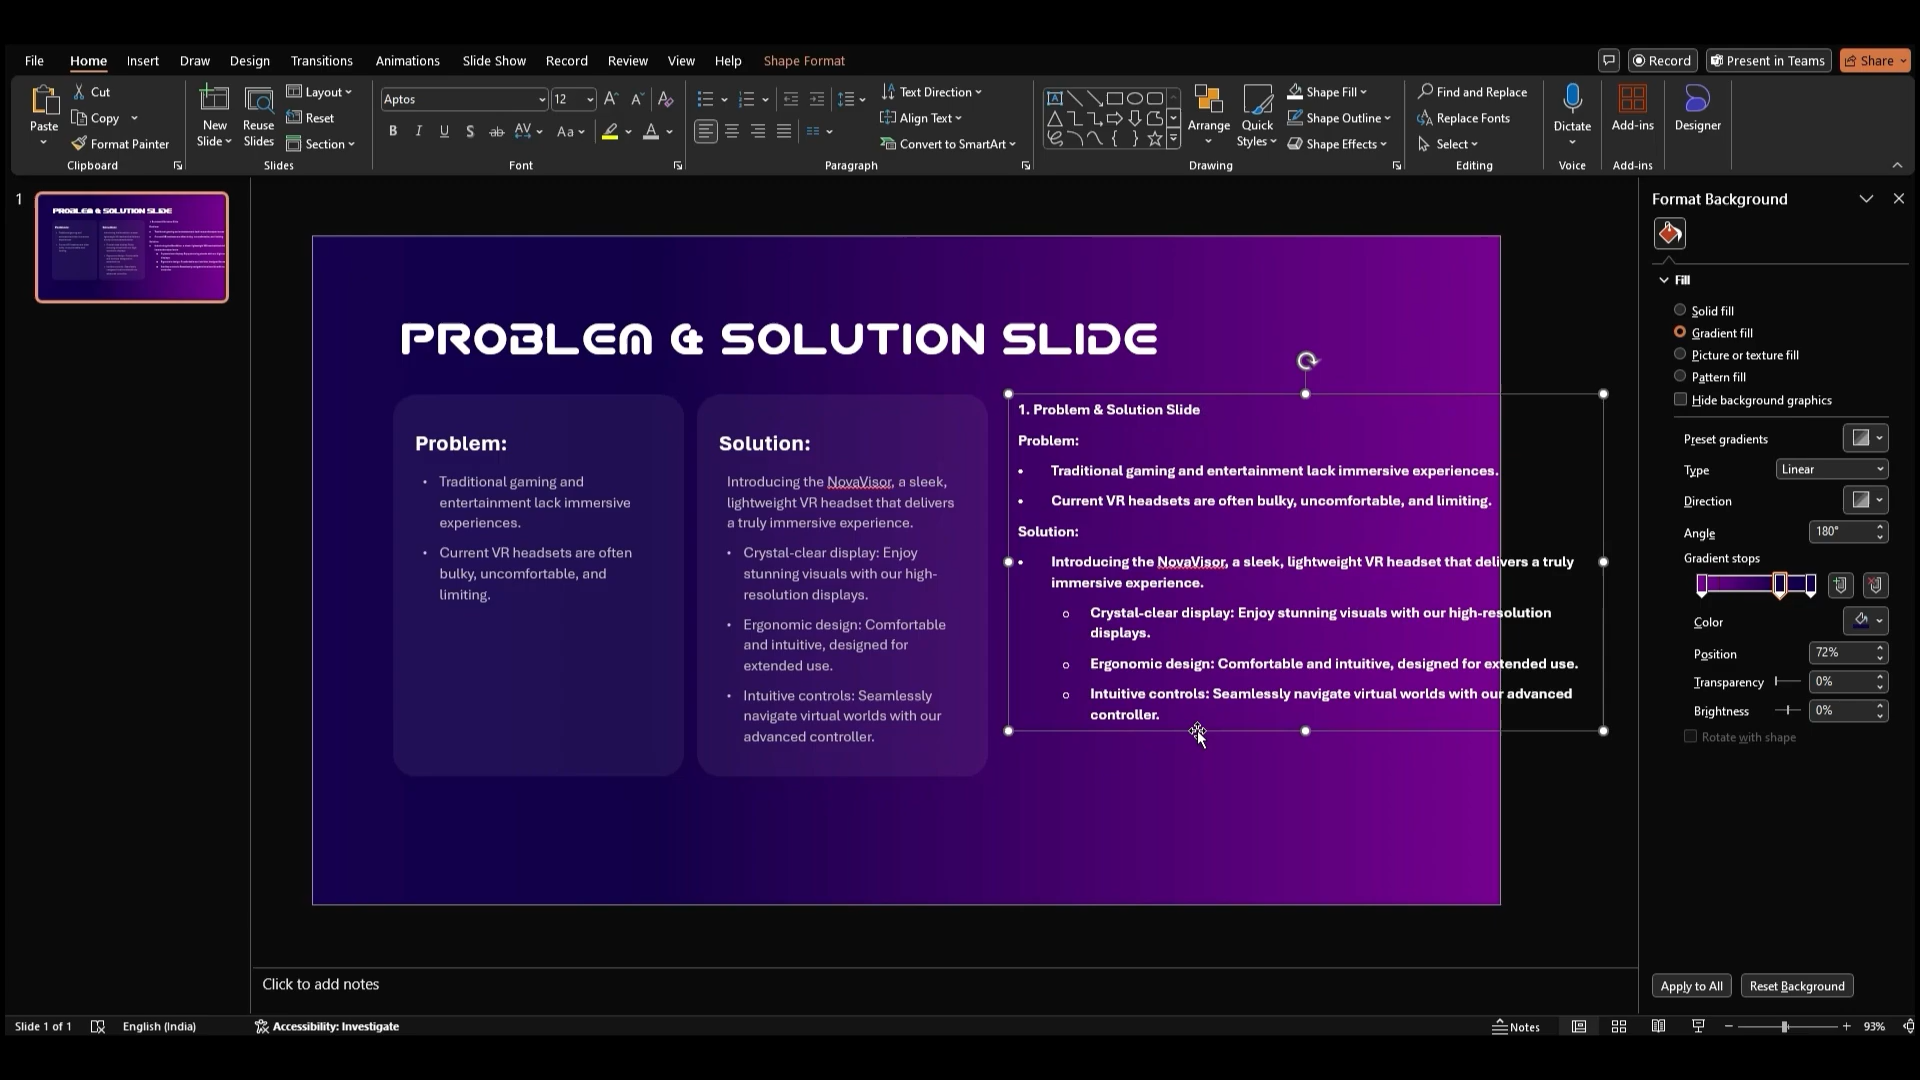 File Home Insert Draw Design Transitions Animations Slide Show Record Review View Help Shape Format
Record Present in Teams Share
Paste
Cut
Copy
Format Painter
Clipboard
New Slide
Reuse Slides
Layout
Reset
Section
Slides
Aptos 12
B I U S ab AV Aa A
Font
Text Direction
Align Text
Convert to SmartArt
Paragraph
Arrange
Quick Styles
Shape Fill
Shape Outline
Shape Effects
Drawing
Find and Replace
Replace Fonts
Select
Editing
Dictate
Voice
Add-ins
Add-ins
Designer
1
PROBLEM & SOLUTION SLIDE
PROBLEM & SOLUTION SLIDE
Problem:
• Traditional gaming and
entertainment lack immersive
experiences.
• Current VR headsets are often
bulky, uncomfortable, and
limiting.
Solution:
Introducing the NovaVisor, a sleek,
lightweight VR headset that delivers
a truly immersive experience.
• Crystal-clear display: Enjoy
stunning visuals with our high-
resolution displays.
• Ergonomic design: Comfortable
and intuitive, designed for
extended use.
• Intuitive controls: Seamlessly
navigate virtual worlds with our
advanced controller.
1. Problem & Solution Slide
Problem:
• Traditional gaming and entertainment lack immersive experiences.
• Current VR headsets are often bulky, uncomfortable, and limiting.
Solution:
• Introducing the NovaVisor, a sleek, lightweight VR headset that delivers a truly
immersive experience.
o Crystal-clear display: Enjoy stunning visuals with our high-resolution
displays.
o Ergonomic design: Comfortable and intuitive, designed for extended use.
o Intuitive controls: Seamlessly navigate virtual worlds with our advanced
controller.
Format Background
Fill
Solid fill
Gradient fill
Picture or texture fill
Pattern fill
Hide background graphics
Preset gradients
Type Linear
Direction
Angle 180°
Gradient stops
Color
Position 72%
Transparency 0%
Brightness 0%
Rotate with shape
Apply to All Reset Background
Click to add notes
Slide 1 of 1 English (India) Accessibility: Investigate Notes 93%